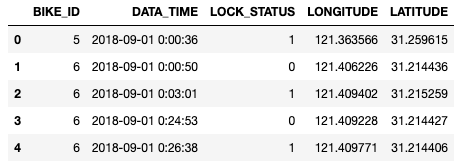 BIKE_ID DATA_TIME LOCK_STATUS LONGITUDE LATITUDE
0 5 2018-09-01 0:00:36 1 121.363566 31.259615
1 6 2018-09-01 0:00:50 0 121.406226 31.214436
2 6 2018-09-01 0:03:01 1 121.409402 31.215259
3 6 2018-09-01 0:24:53 0 121.409228 31.214427
4 6 2018-09-01 0:26:38 1 121.409771 31.214406